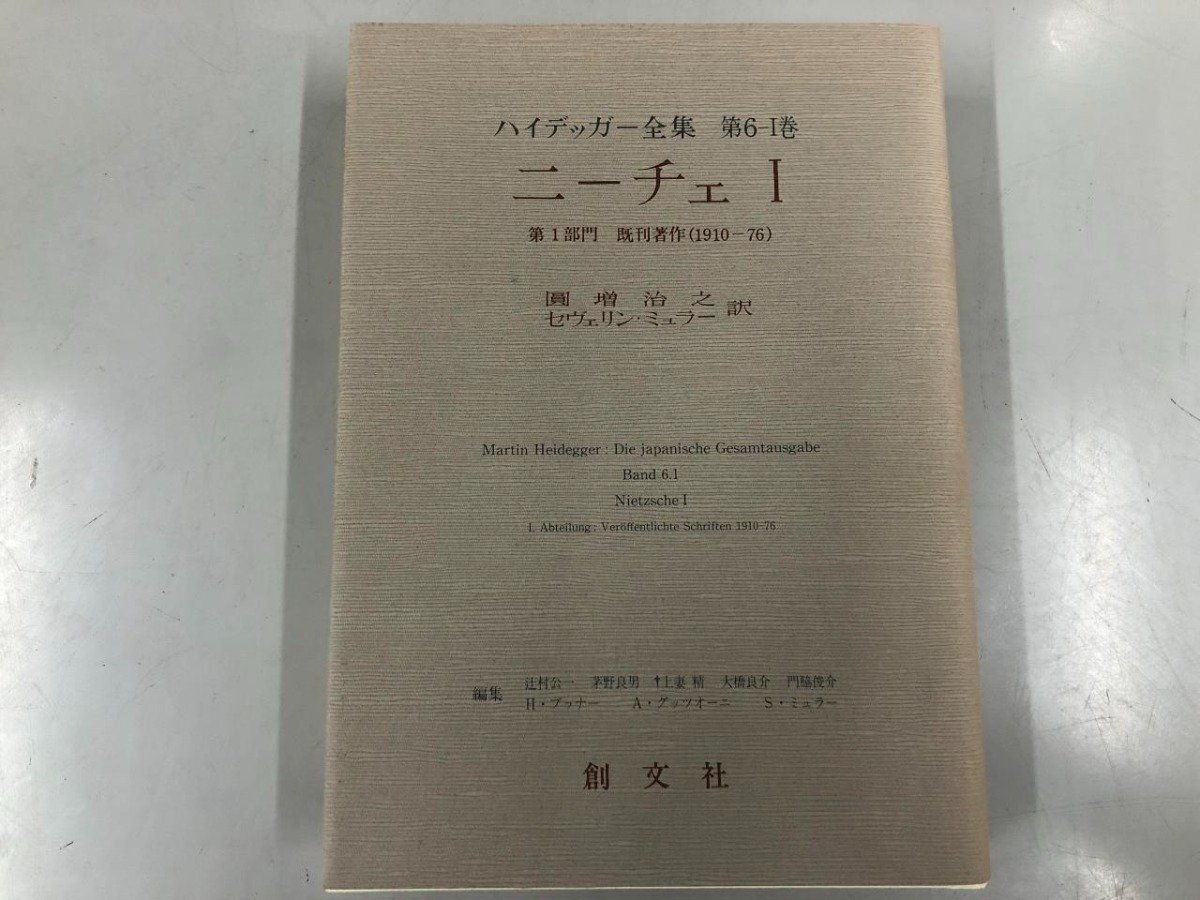 ハイデッガー全集 第6-Ⅰ巻
ニーチェ Ⅰ
第1部門 既刊著作(1910－76)
圓増治之
セヴェリン・ミュラー 訳
Martin Heidegger: Die japanische Gesamtausgabe
Band 6.1
Nietzsche Ⅰ
1. Abteilung: Veröffentlichte Schriften 1910-76
編集
辻村公一 茅野良男 †上妻 精 大橋良介 門脇俊介
H・ブッナー A・グッツオーニ S・ミュラー
創文社